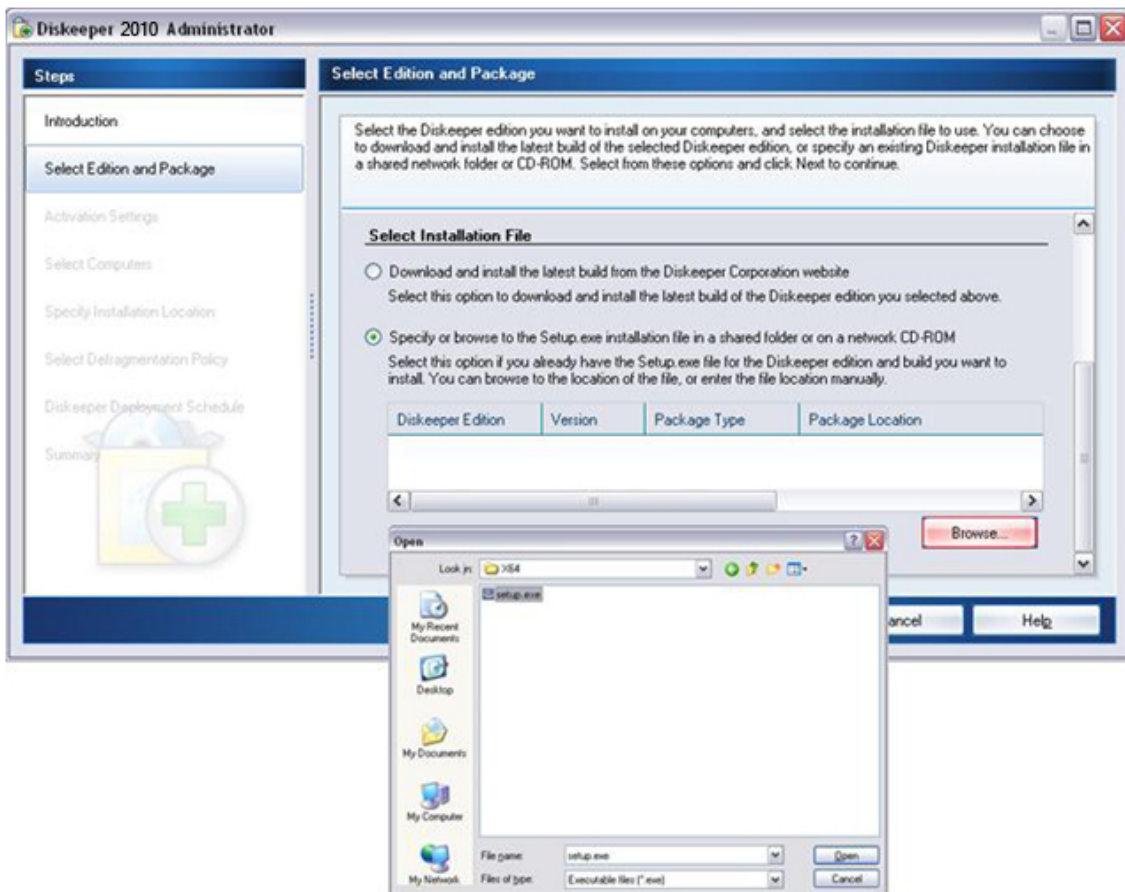 Diskeeper 2010 Administrator
Steps
Introduction
Select Edition and Package
Activation Settings
Select Computers
Specify Installation Location
Select Defragmentation Policy
Diskeeper Deployment Schedule
Summary
Select Edition and Package
Select the Diskeeper edition you want to install on your computers, and select the installation file to use. You can choose
to download and install the latest build of the selected Diskeeper edition, or specify an existing Diskeeper installation file in
a shared network folder or CD-ROM. Select from these options and click Next to continue.
Select Installation File
Download and install the latest build from the Diskeeper Corporation website
Select this option to download and install the latest build of the Diskeeper edition you selected above.
Specify or browse to the Setup.exe installation file in a shared folder or on a network CD-ROM
Select this option if you already have the Setup.exe file for the Diskeeper edition and build you want to
install. You can browse to the location of the file, or enter the file location manually.
Diskeeper Edition Version Package Type Package Location
Browse...
ancel Help
Open
Look in: X64
setup.exe
My Recent
Documents
Desktop
My Documents
My Computer
My Network
File name: setup.exe Open
Files of type: Executable files (*.exe) Cancel